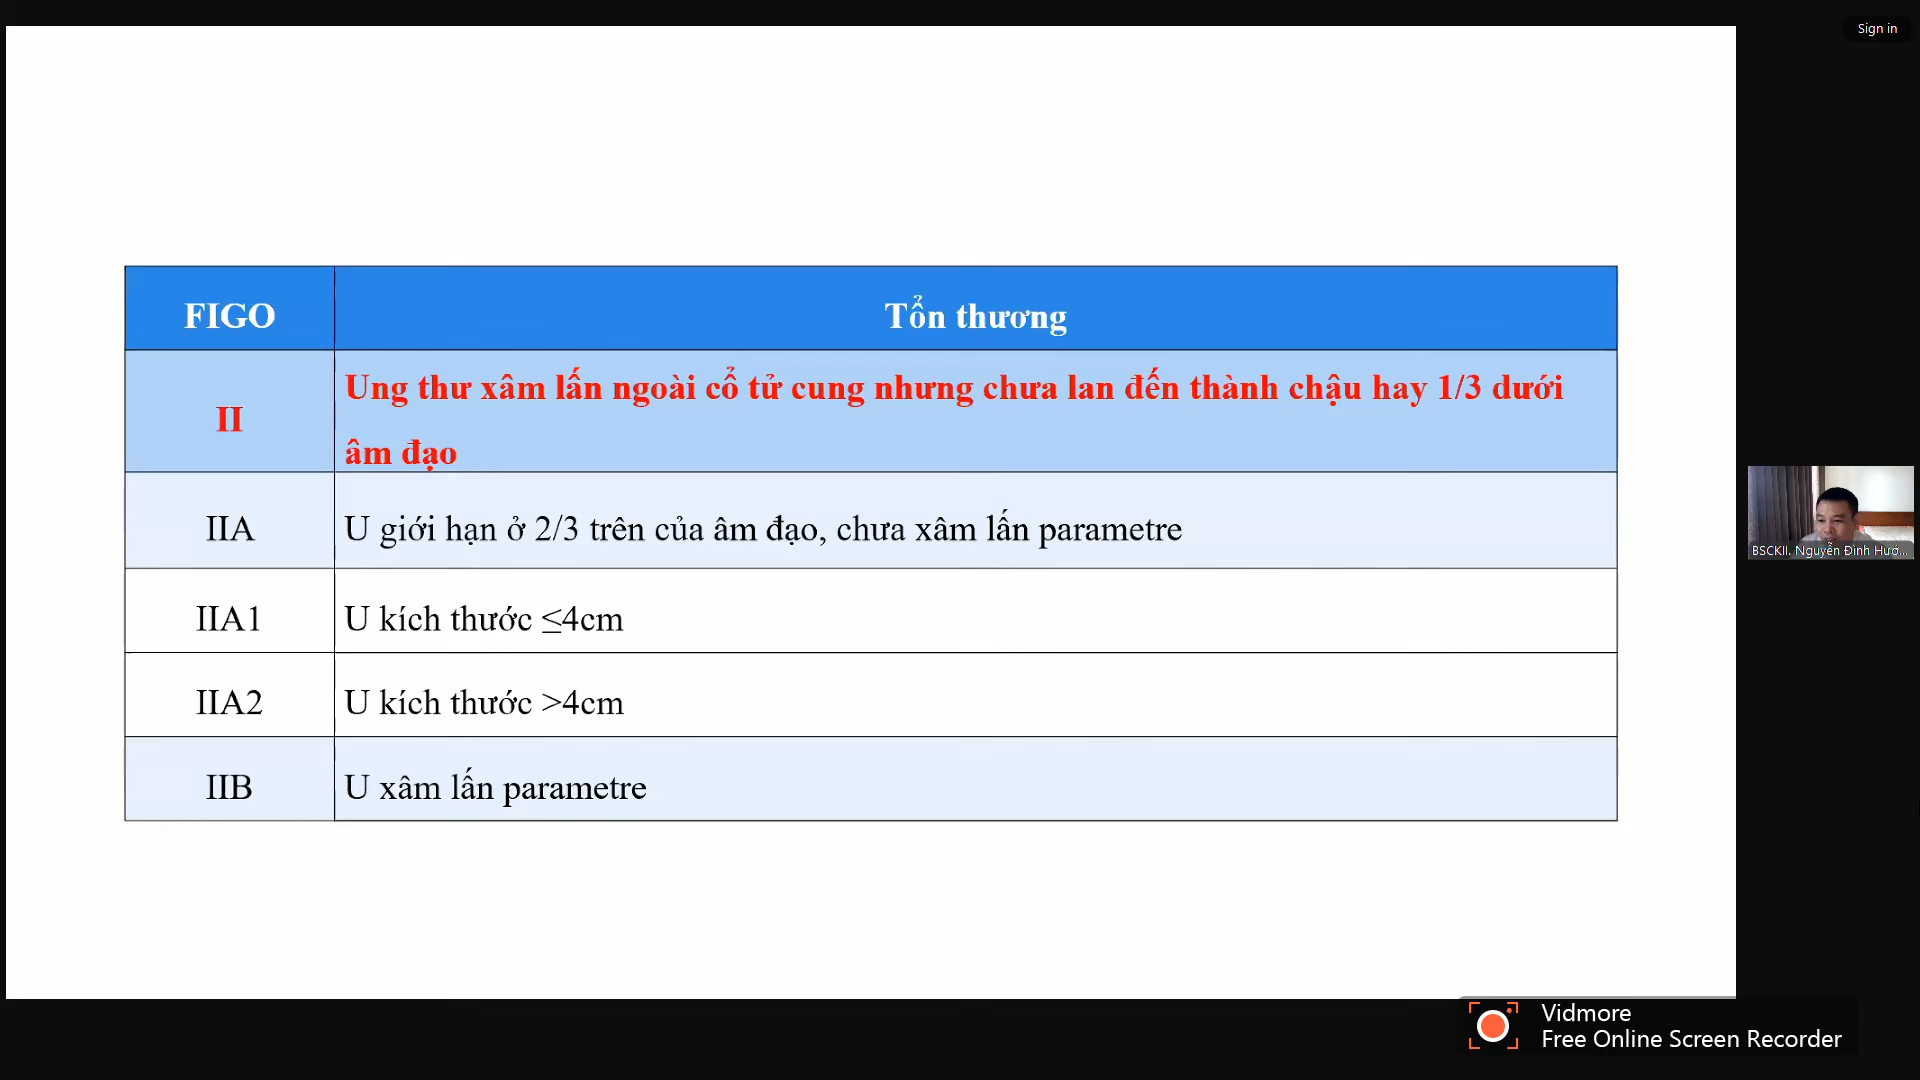 Sign in
FIGO
Tổn thương
II
Ung thư xâm lấn ngoài cổ tử cung nhưng chưa lan đến thành chậu hay 1/3 dưới
âm đạo
IIA
U giới hạn ở 2/3 trên của âm đạo, chưa xâm lấn parametre
IIA1
U kích thước ≤4cm
IIA2
U kích thước >4cm
IIB
U xâm lấn parametre
BSCKII. Nguyễn Đình Hướ...
Vidmore
Free Online Screen Recorder